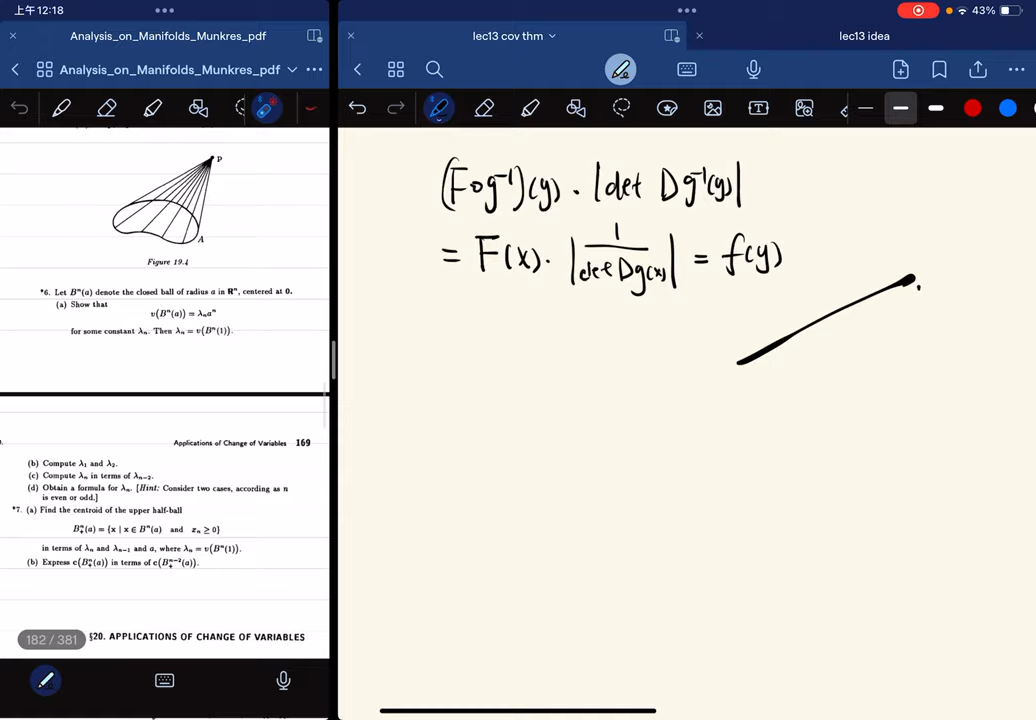 上午12:18
43%
Analysis_on_Manifolds_Munkres_pdf
Analysis_on_Manifolds_Munkres_pdf
P
A
Figure 19.4
*6. Let Bⁿ(a) denote the closed ball of radius a in Rⁿ, centered at 0.
(a) Show that
v(Bⁿ(a)) = λₙaⁿ
for some constant λₙ. Then λₙ = v(Bⁿ(1)).
Applications of Change of Variables 169
(b) Compute λ₁ and λ₂.
(c) Compute λₙ in terms of λₙ₋₂.
(d) Obtain a formula for λₙ. [Hint: Consider two cases, according as n
is even or odd.]
*7. (a) Find the centroid of the upper half-ball
Bⁿ₊(a) = {x | x ∈ Bⁿ(a) and xₙ ≥ 0}
in terms of λₙ and λₙ₋₁ and a, where λₙ = v(Bⁿ(1)).
(b) Express c(Bⁿ₊(a)) in terms of c(Bⁿ⁻²₊(a)).
182 / 381
§20. APPLICATIONS OF CHANGE OF VARIABLES
lec13 cov thm
lec13 idea
(F∘g⁻¹)(y) · |det Dg⁻¹(y)|
= F(x) · |1/det Dg(x)| = f(y)